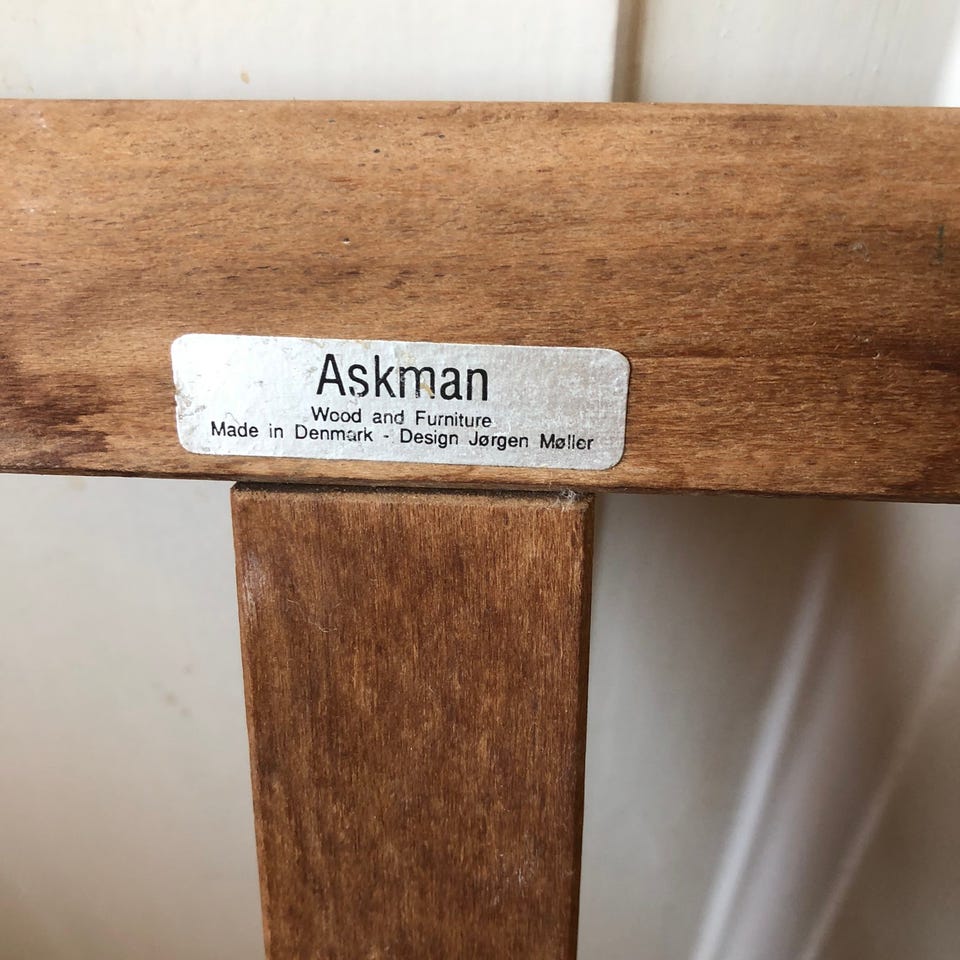 Askman
Wood and Furniture
Made in Denmark - Design Jørgen Møller